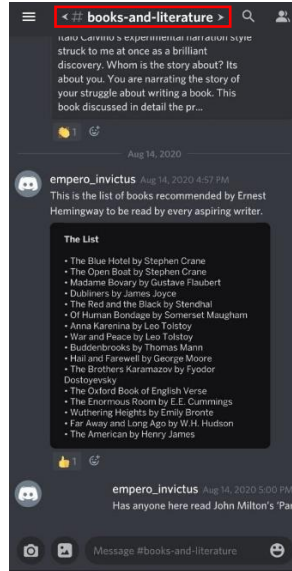 < # books-and-literature >
Italo Calvino's experimental narration style
struck to me at once as a brilliant
discovery. Whom is the story about? Its
about you. You are narrating the story of
your struggle about writing a book. This
book discussed in detail the pr...
1
Aug 14, 2020
empero_invictus Aug 14, 2020 4:57 PM
This is the list of books recommended by Ernest
Hemingway to be read by every aspiring writer.
The List
• The Blue Hotel by Stephen Crane
• The Open Boat by Stephen Crane
• Madame Bovary by Gustave Flaubert
• Dubliners by James Joyce
• The Red and the Black by Stendhal
• Of Human Bondage by Somerset Maugham
• Anna Karenina by Leo Tolstoy
• War and Peace by Leo Tolstoy
• Buddenbrooks by Thomas Mann
• Hail and Farewell by George Moore
• The Brothers Karamazov by Fyodor
Dostoyevsky
• The Oxford Book of English Verse
• The Enormous Room by E.E. Cummings
• Wuthering Heights by Emily Bronte
• Far Away and Long Ago by W.H. Hudson
• The American by Henry James
1
empero_invictus Aug 14, 2020 5:00 PM
Has anyone here read John Milton's 'Par
Message #books-and-literature